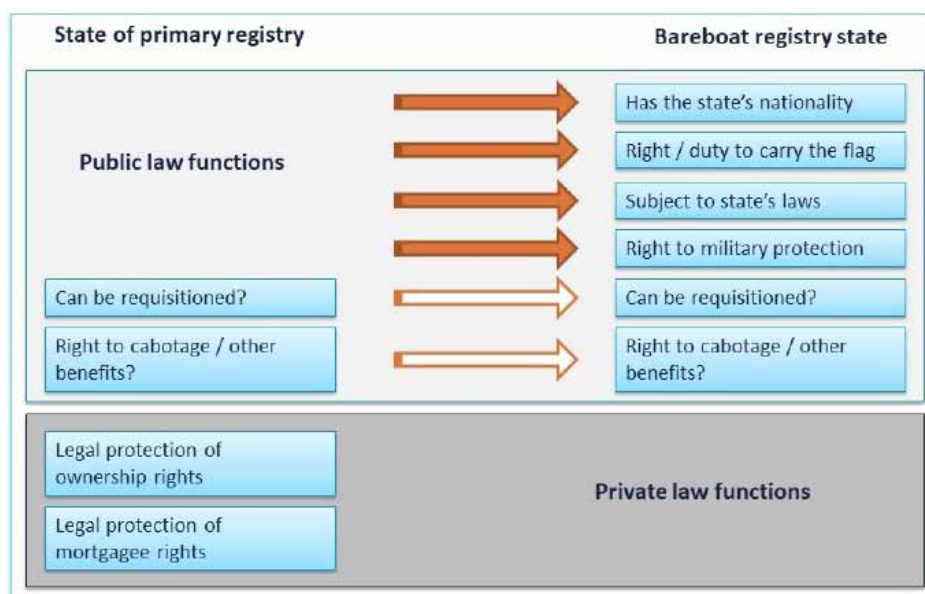 State of primary registry
Bareboat registry state
Public law functions
Has the state's nationality
Right / duty to carry the flag
Subject to state's laws
Right to military protection
Can be requisitioned?
Can be requisitioned?
Right to cabotage / other
benefits?
Right to cabotage / other
benefits?
Legal protection of
ownership rights
Private law functions
Legal protection of
mortgagee rights